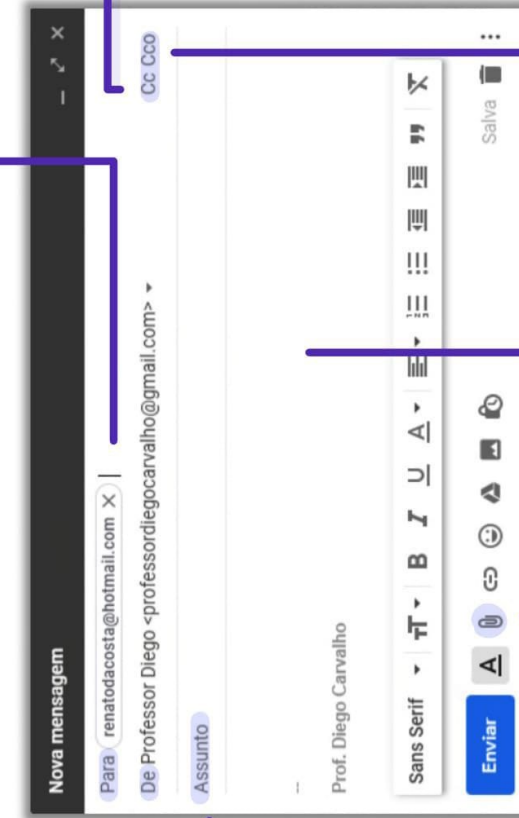 Nova mensagem
Para renatodacosta@hotmail.com
De Professor Diego <professordiegocarvalho@gmail.com> Cc Cco
Assunto
--
Prof. Diego Carvalho
Sans Serif
Enviar Salva